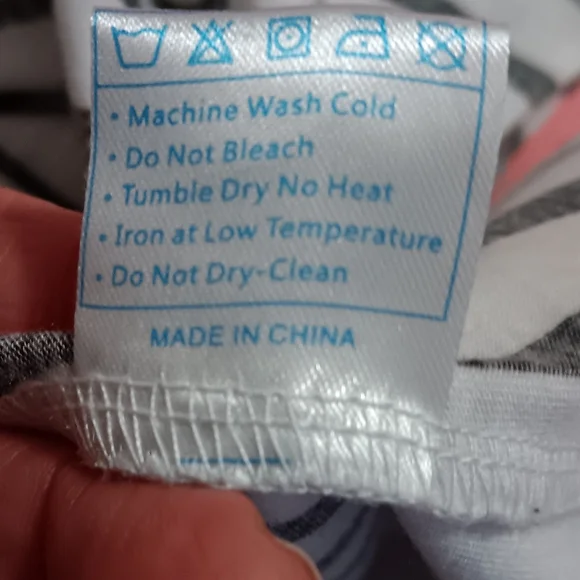 • Machine Wash Cold
• Do Not Bleach
• Tumble Dry No Heat
• Iron at Low Temperature
• Do Not Dry-Clean
MADE IN CHINA